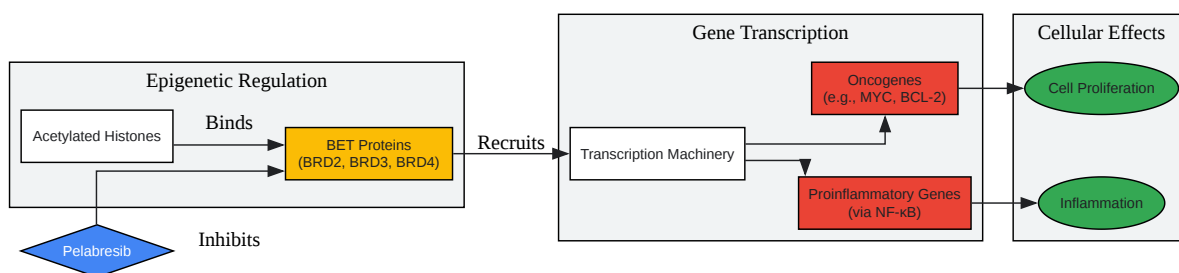 Epigenetic Regulation
Acetylated Histones
Binds
BET Proteins
(BRD2, BRD3, BRD4)
Pelabresib
Inhibits
Recruits
Gene Transcription
Transcription Machinery
Oncogenes
(e.g., MYC, BCL-2)
Proinflammatory Genes
(via NF-κB)
Cellular Effects
Cell Proliferation
Inflammation